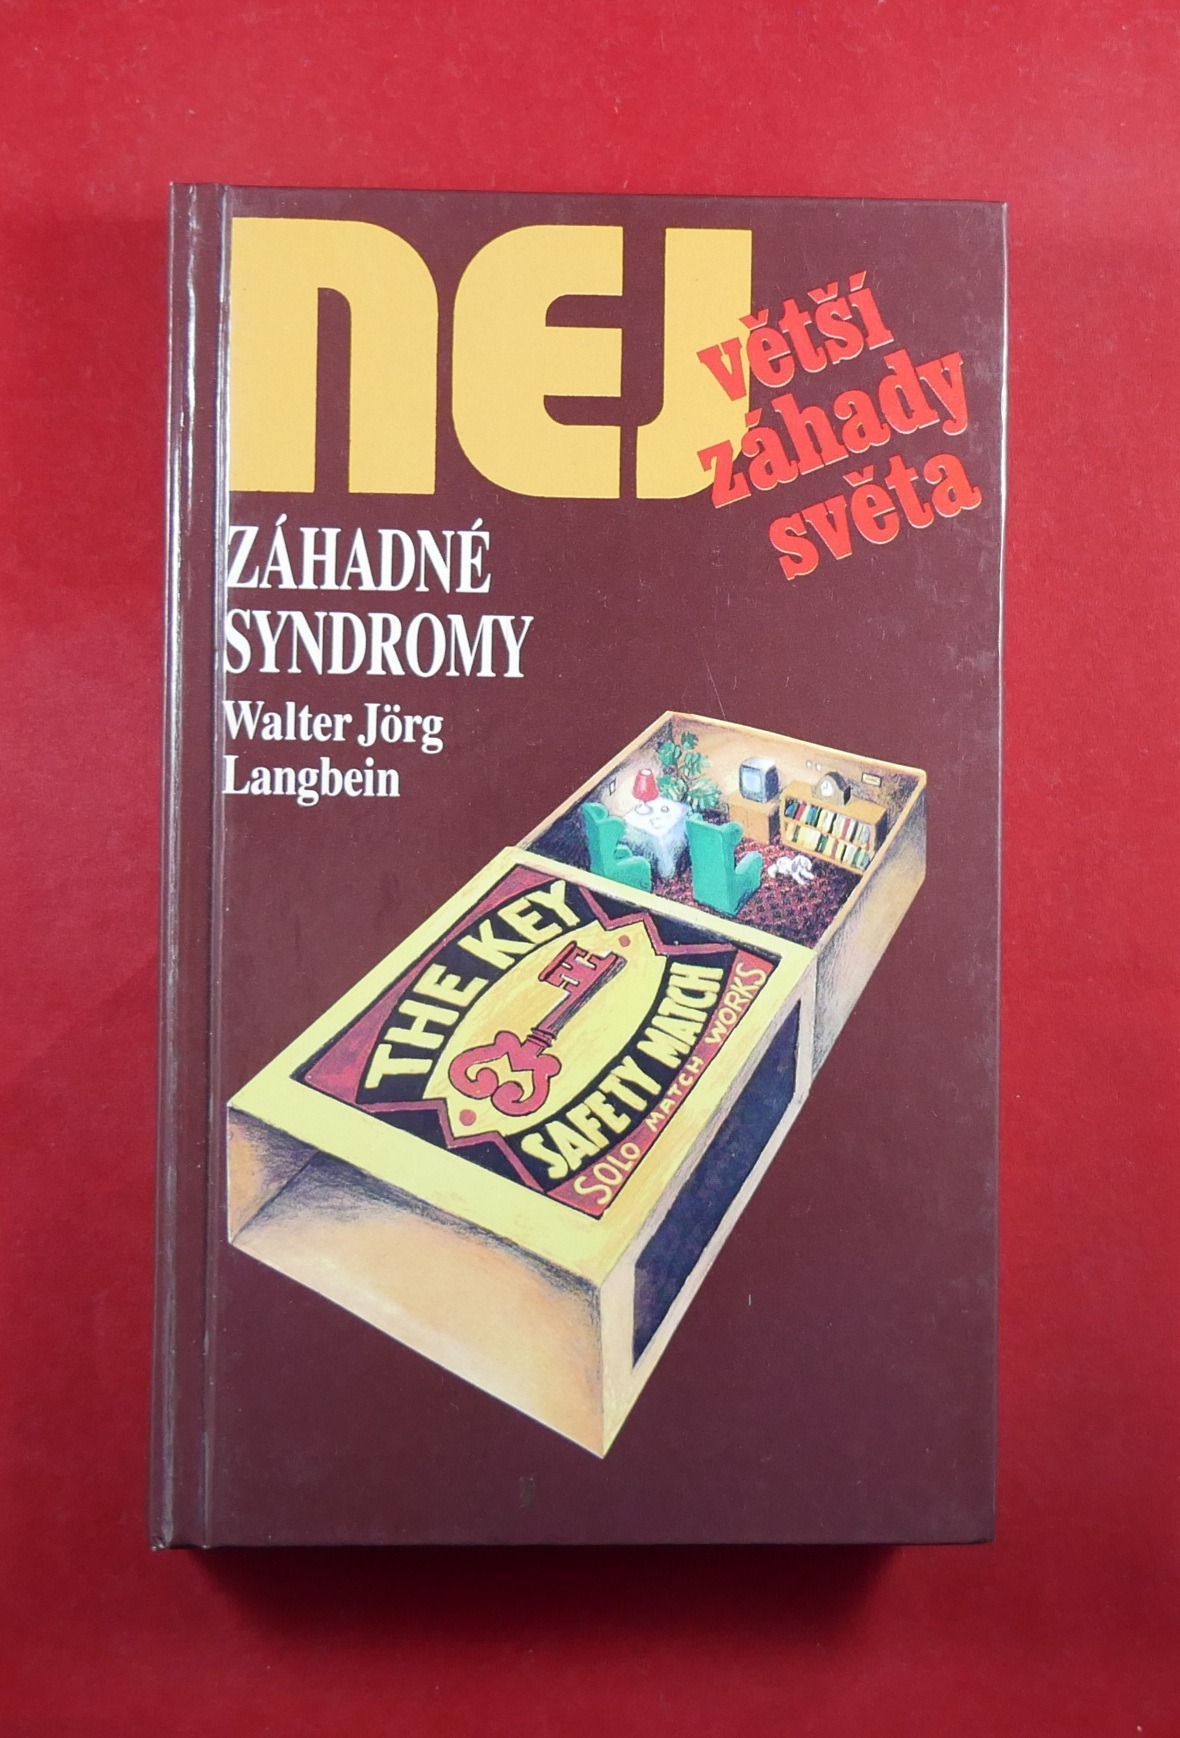 NEJ
větší
záhady
světa
ZÁHADNÉ
SYNDROMY
Walter Jörg
Langbein
THE KEY
SAFETY MATCH
SOLO MATCH WORKS